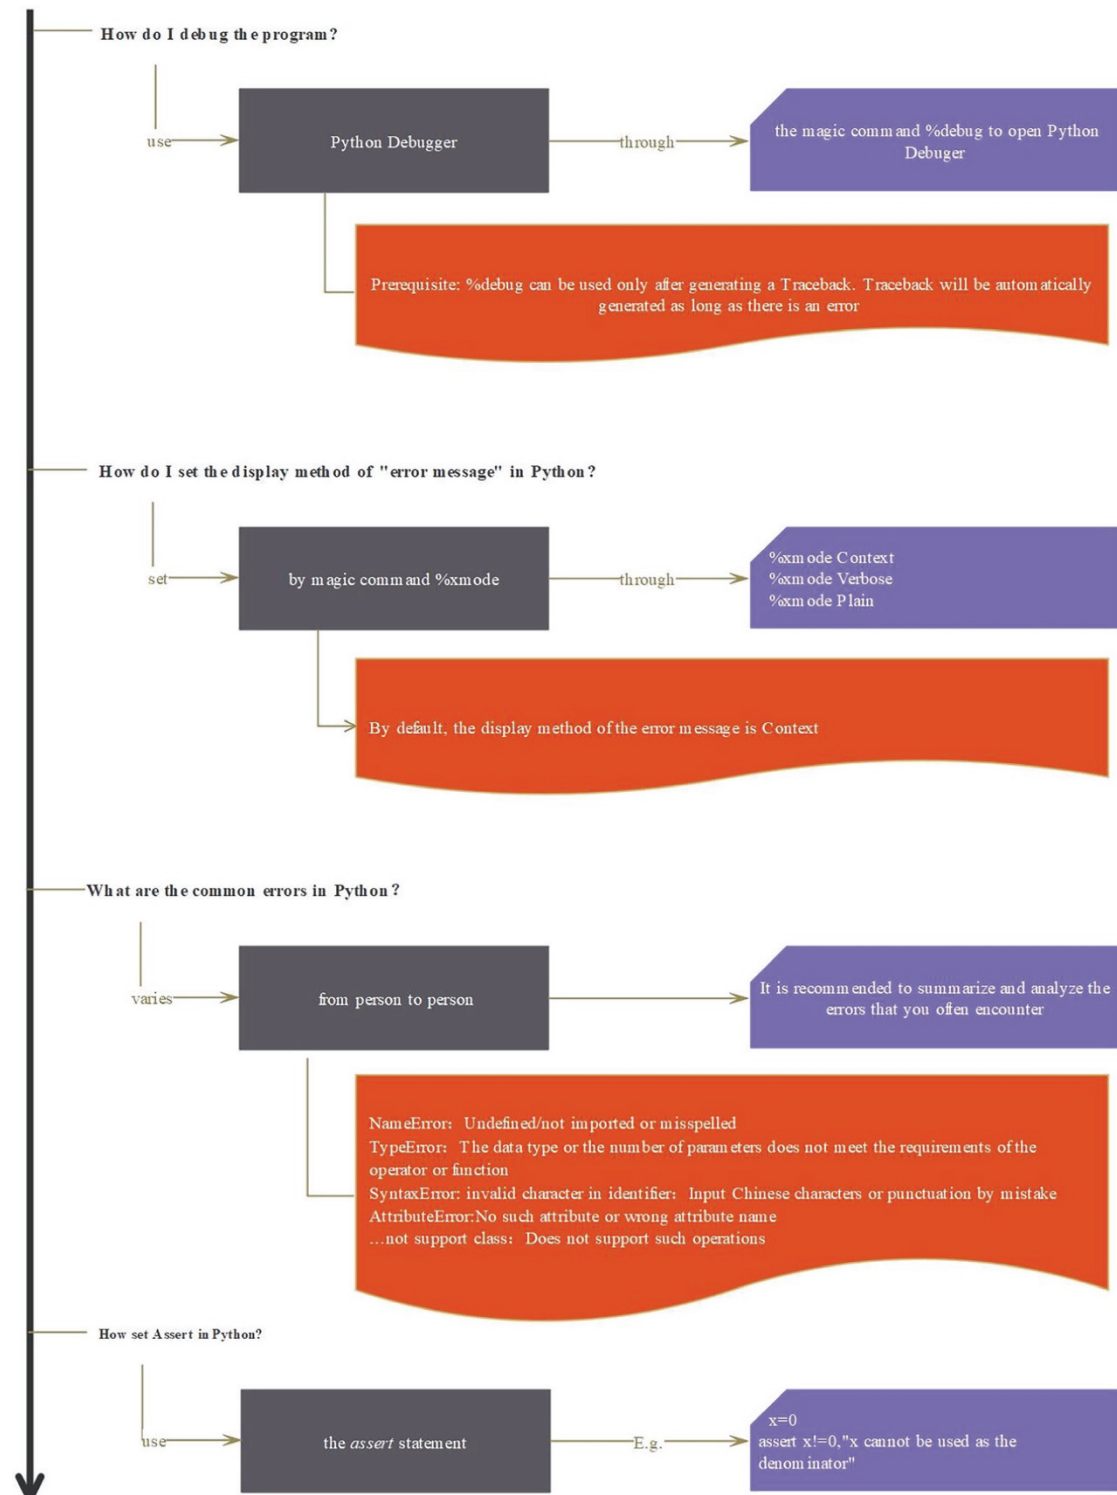 How do I debug the program?
use
Python Debugger
through
the magic command %debug to open Python
Debuger
Prerequisite: %debug can be used only after generating a Traceback. Traceback will be automatically
generated as long as there is an error
How do I set the display method of "error message" in Python?
set
by magic command %xmode
through
%xmode Context
%xmode Verbose
%xmode Plain
By default, the display method of the error message is Context
What are the common errors in Python?
varies
from person to person
It is recommended to summarize and analyze the
errors that you often encounter
NameError: Undefined/not imported or misspelled
TypeError: The data type or the number of parameters does not meet the requirements of the
operator or function
SyntaxError: invalid character in identifier: Input Chinese characters or punctuation by mistake
AttributeError:No such attribute or wrong attribute name
...not support class: Does not support such operations
How set Assert in Python?
use
the assert statement
E.g.
x=0
assert x!=0,"x cannot be used as the
denominator"